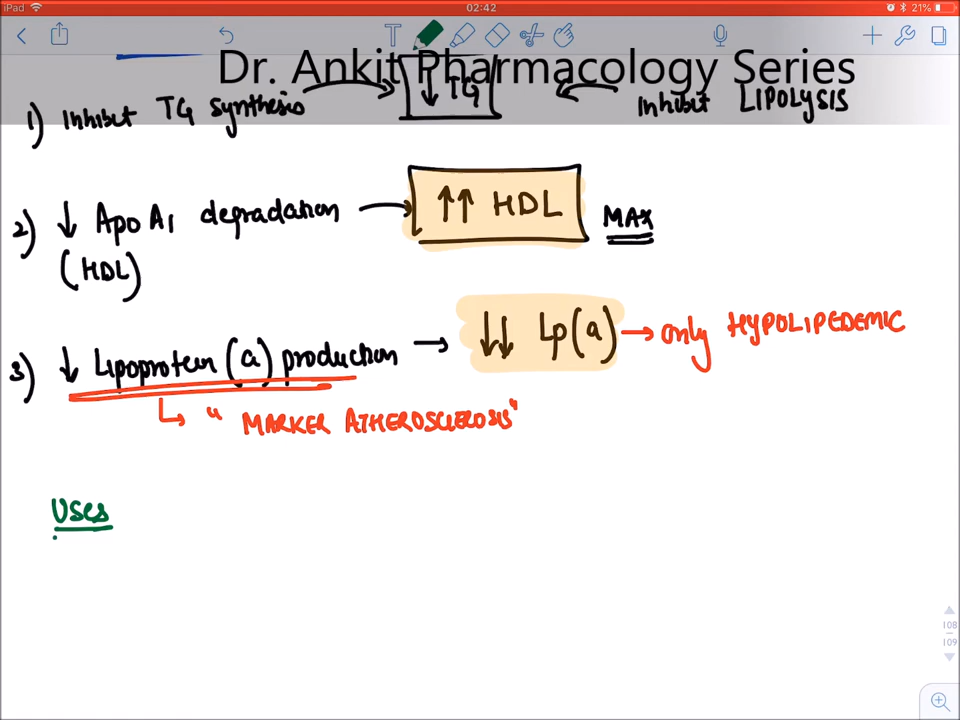 iPad 02:42 21%
T
Dr. Ankit Pharmacology Series
1) Inhibit TG synthesis ↓ TG Inhibit LIPOLYSIS
2) ↓ Apo A1 degradation → ↑↑ HDL MAX
(HDL)
3) ↓ Lipoprotein (a) production → ↓↓ Lp(a) → only HYPOLIPEDEMIC
↳ " MARKER ATHEROSCLEROSIS"
Uses
108
109